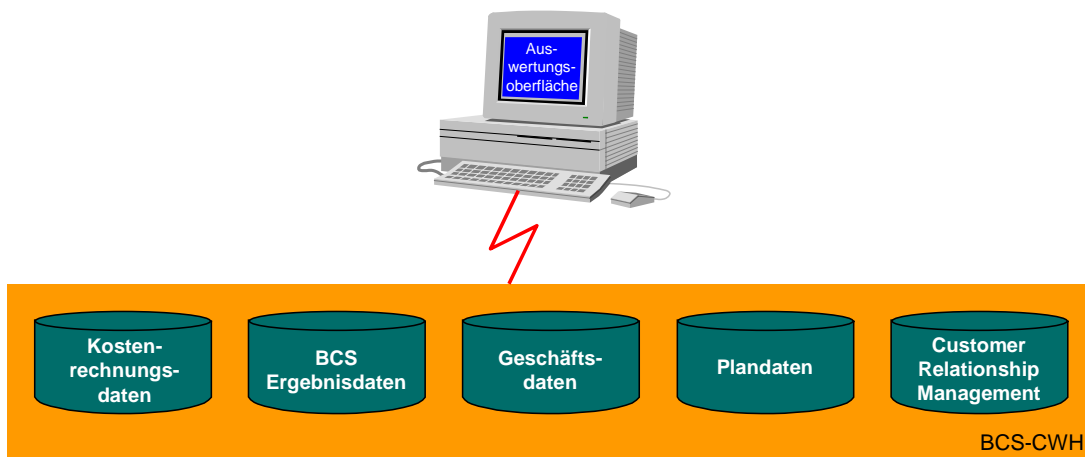 Aus-
wertungs-
oberfläche
Kosten-
rechnungs-
daten
BCS
Ergebnisdaten
Geschäfts-
daten
Plandaten
Customer
Relationship
Management
BCS-CWH